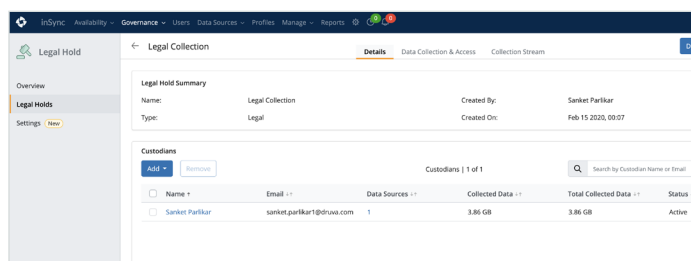 inSync Availability Governance Users Data Sources Profiles Manage Reports 0 0
Legal Hold
Overview
Legal Holds
Settings New
← Legal Collection
Details Data Collection & Access Collection Stream D
Legal Hold Summary
Name: Legal Collection Created By: Sanket Parlikar
Type: Legal Created On: Feb 15 2020, 00:07
Custodians
Add Remove Custodians | 1 of 1 Search by Custodian Name or Email
Name ↑ Email ↓↑ Data Sources ↓↑ Collected Data ↓↑ Total Collected Data ↓↑ Status
Sanket Parlikar sanket.parlikar1@druva.com 1 3.86 GB 3.86 GB Active